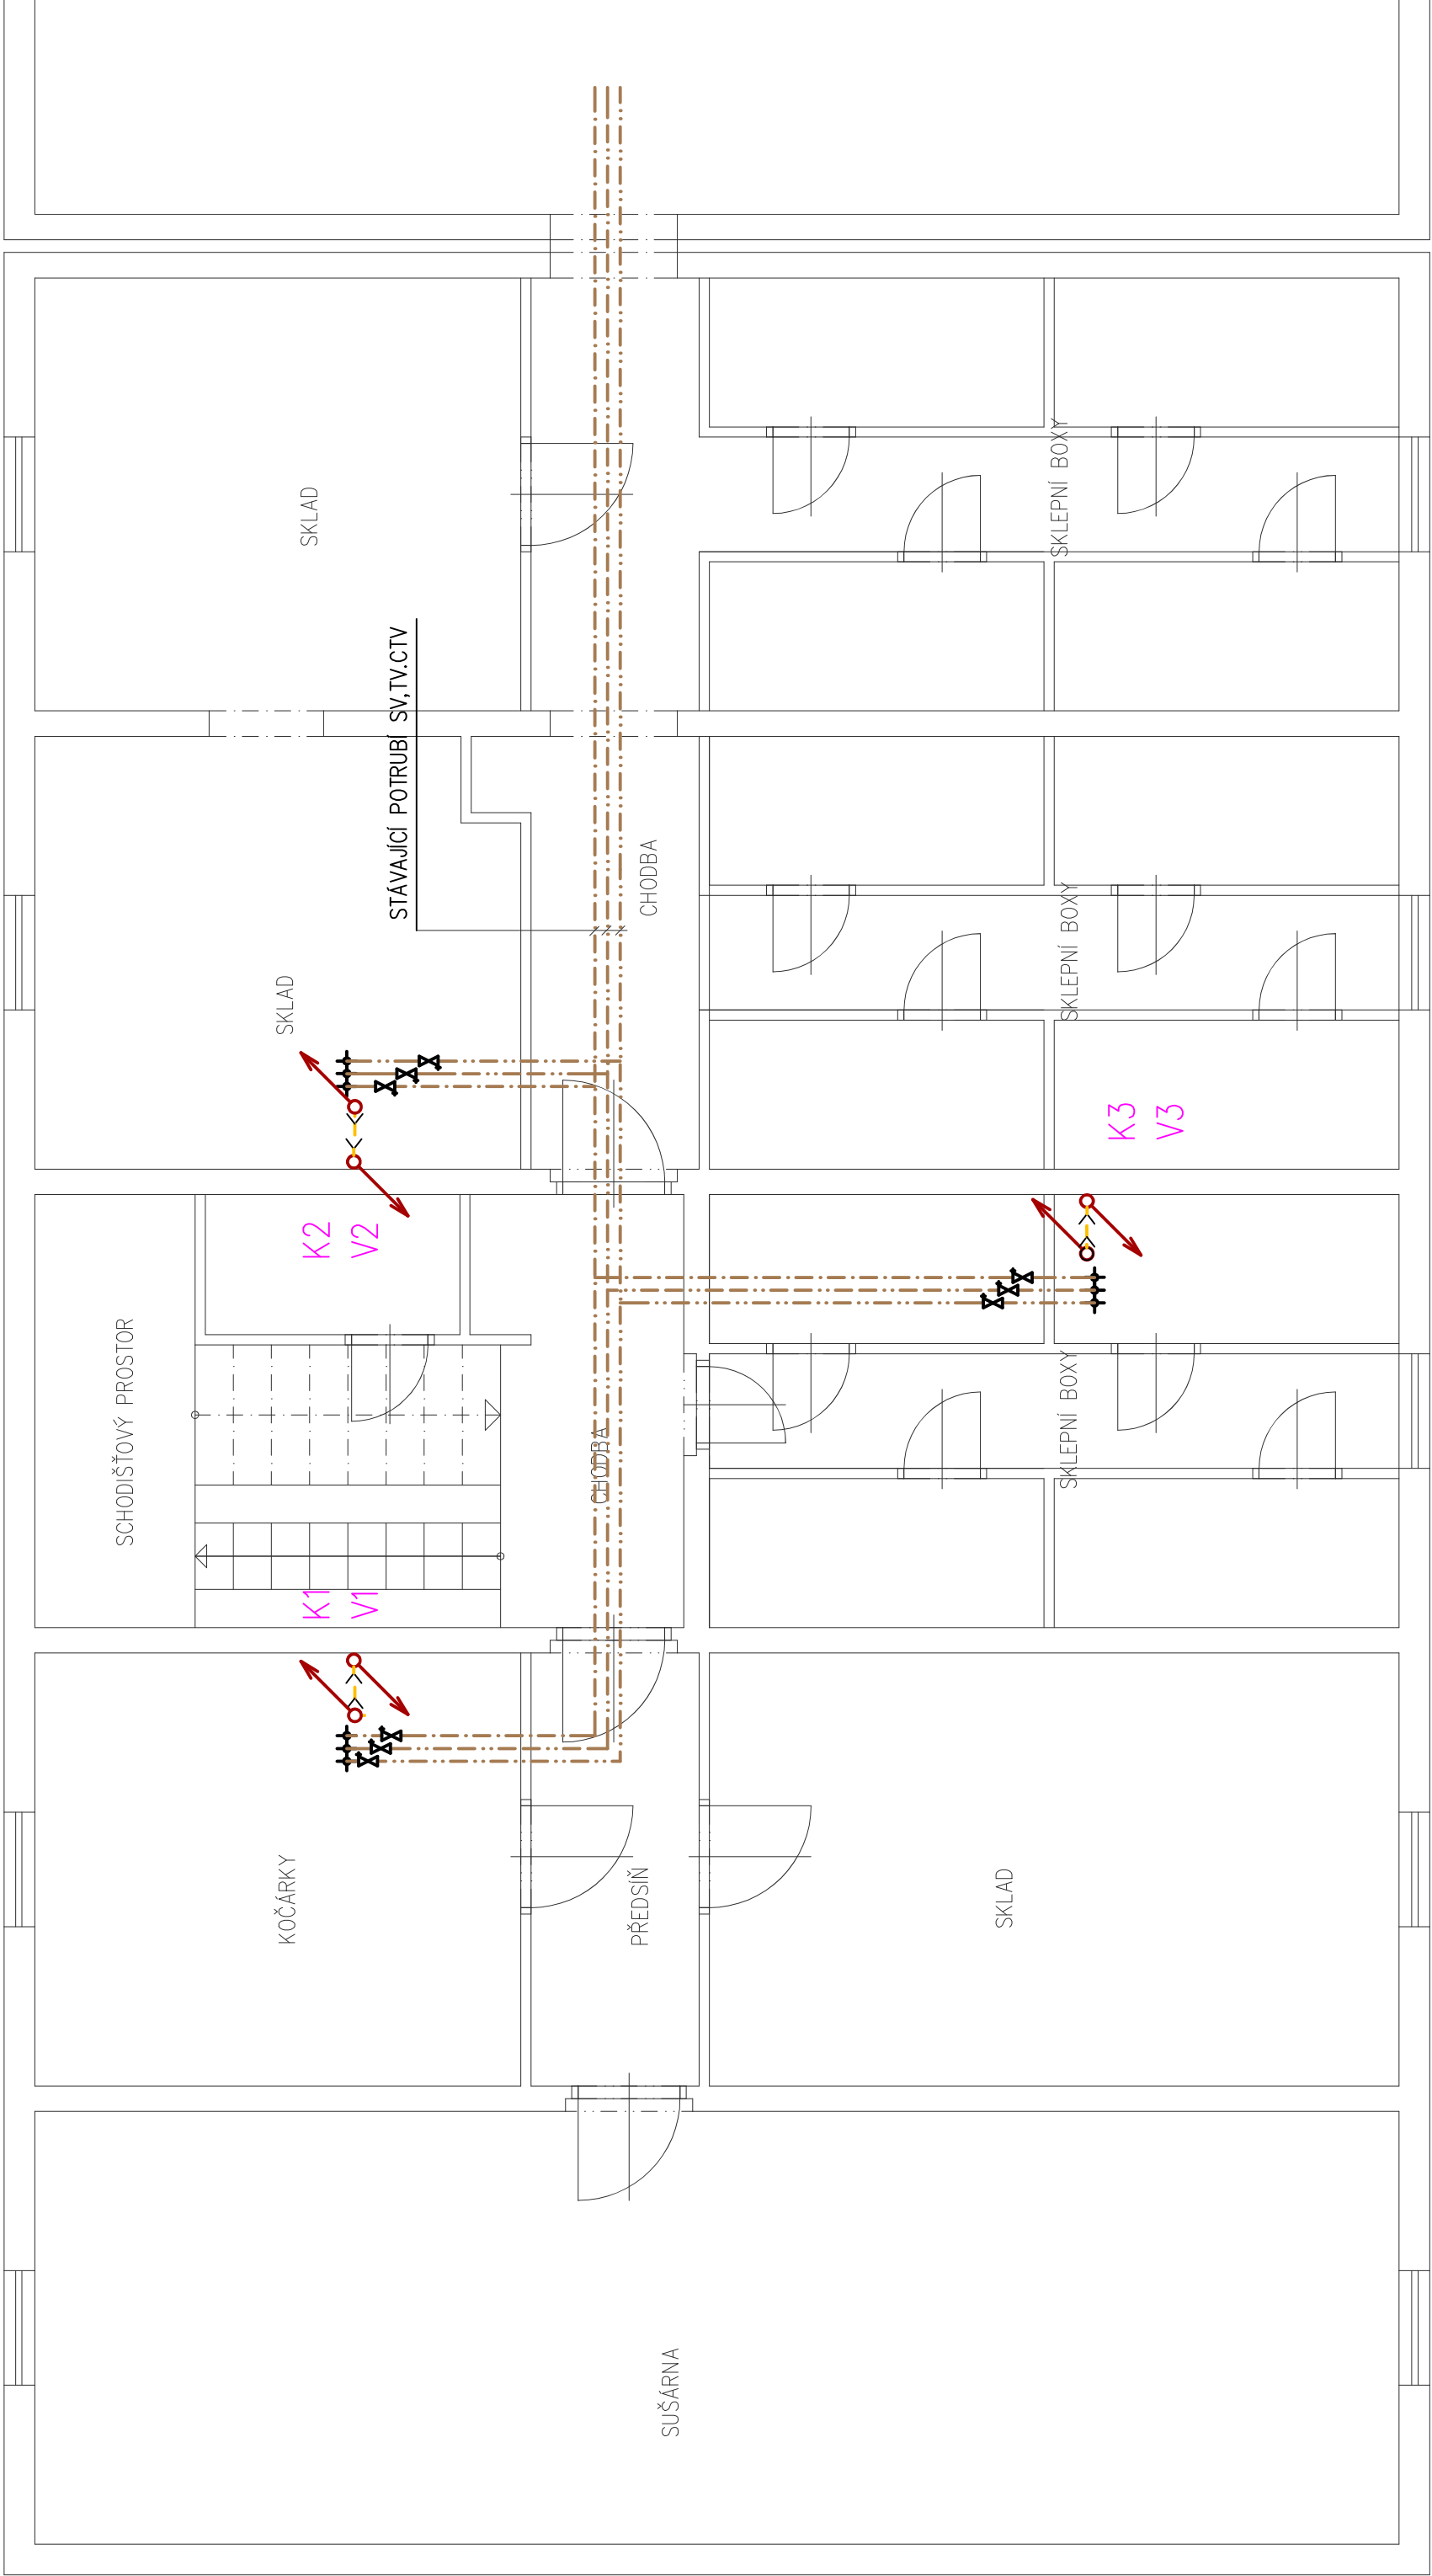 SCHODIŠŤOVÝ PROSTOR
KOČÁRKY
SKLAD
SKLAD
K1
V1
K2
V2
STÁVAJÍCÍ POTRUBÍ SV,TV.CTV
CHODBA
PŘEDSÍŇ
CHODBA
SUŠÁRNA
SKLAD
SKLEPNÍ BOXY
SKLEPNÍ BOXY
SKLEPNÍ BOXY
K3
V3